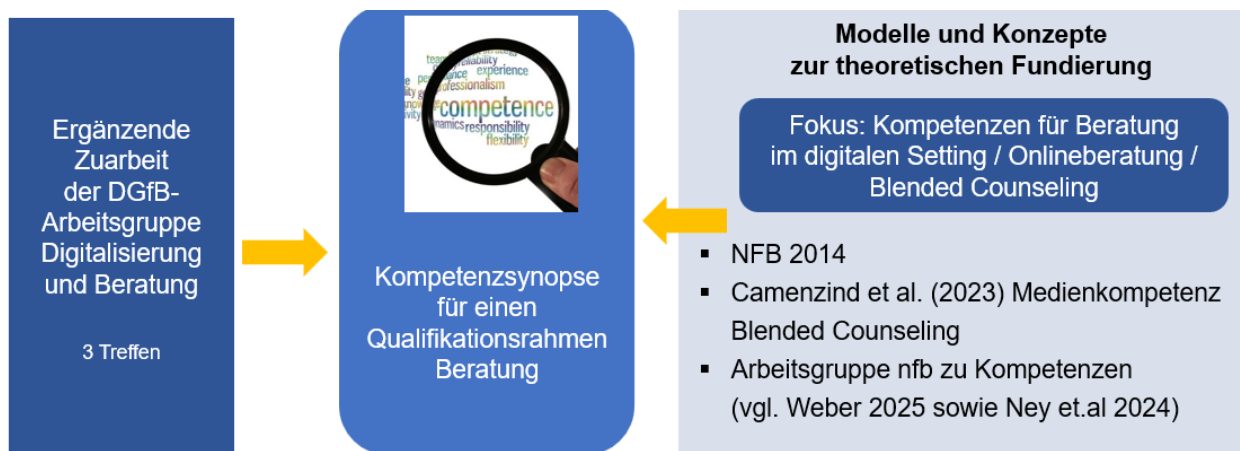 Ergänzende
Zuarbeit
der DGfB-
Arbeitsgruppe
Digitalisierung
und Beratung
3 Treffen
experience
professionalism
competence
responsibility
flexibility
Kompetenzsynopse
für einen
Qualifikationsrahmen
Beratung
Modelle und Konzepte
zur theoretischen Fundierung
Fokus: Kompetenzen für Beratung
im digitalen Setting / Onlineberatung /
Blended Counseling
▪ NFB 2014
▪ Camenzind et al. (2023) Medienkompetenz
Blended Counseling
▪ Arbeitsgruppe nfb zu Kompetenzen
(vgl. Weber 2025 sowie Ney et.al 2024)